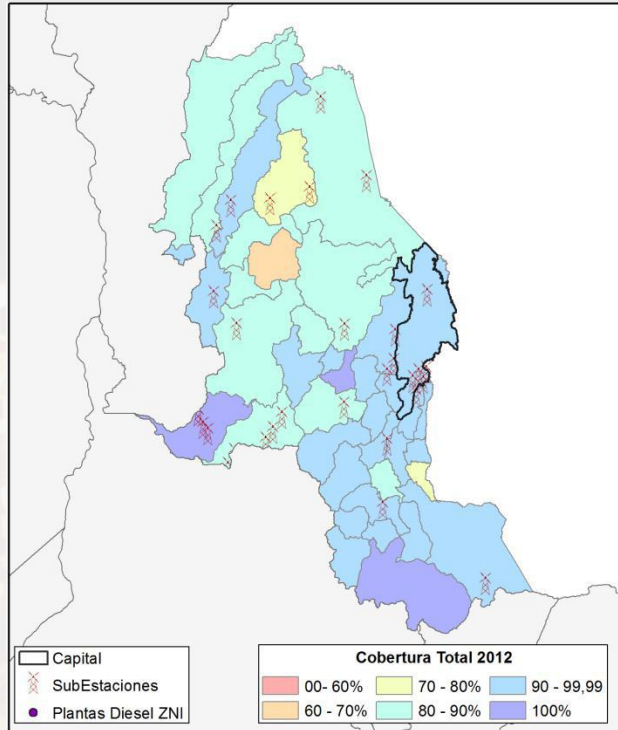 Capital
SubEstaciones
Plantas Diesel ZNI
Cobertura Total 2012
00- 60%
70 - 80%
90 - 99,99
60 - 70%
80 - 90%
100%